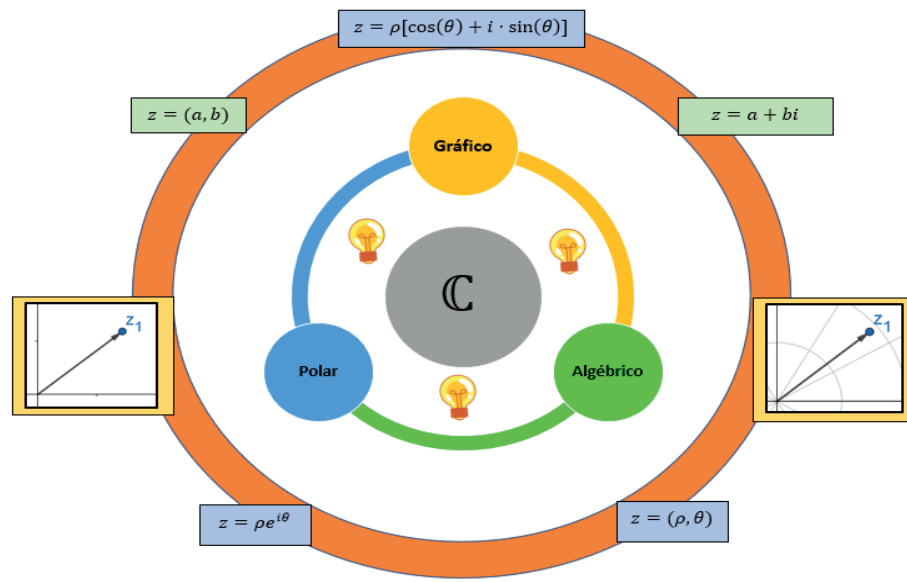 z = ρ[cos(θ) + i · sin(θ)]
z = (a, b)
z = a + bi
Gráfico
ℂ
z₁
z₁
Polar
Algébrico
z = ρe^{iθ}
z = (ρ, θ)